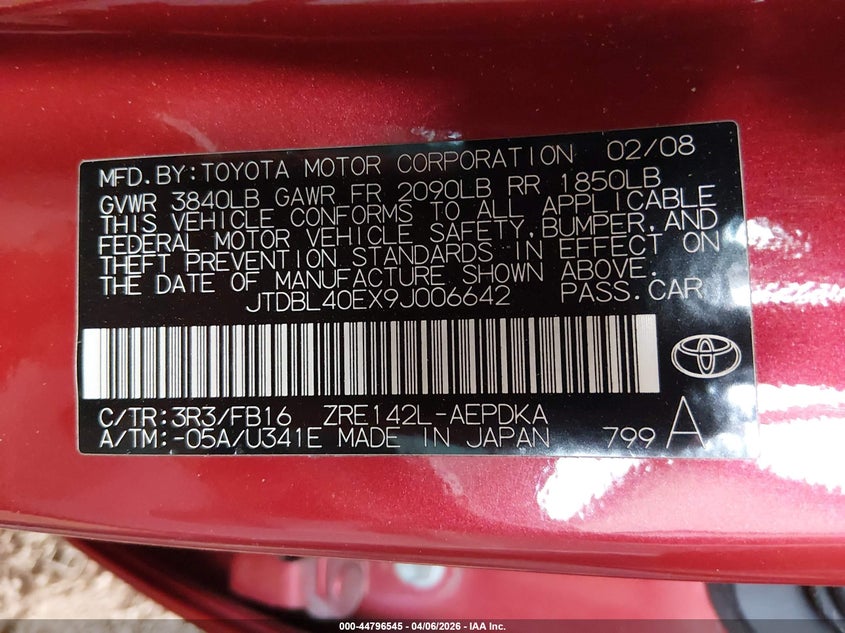 MFD.BY:TOYOTA MOTOR CORPORATION 02/08
GVWR 3840LB GAWR FR 2090LB RR 1850LB
THIS VEHICLE CONFORMS TO ALL APPLICABLE
FEDERAL MOTOR VEHICLE SAFETY,BUMPER,AND
THEFT PREVENTION STANDARDS IN EFFECT ON
THE DATE OF MANUFACTURE SHOWN ABOVE.
JTDBL40EX9J006642 PASS.CAR
C/TR:3R3/FB16 ZRE142L-AEPDKA
A/TM:-05A/U341E MADE IN JAPAN 799 A
000-44796545 - 04/06/2026 - IAA Inc.